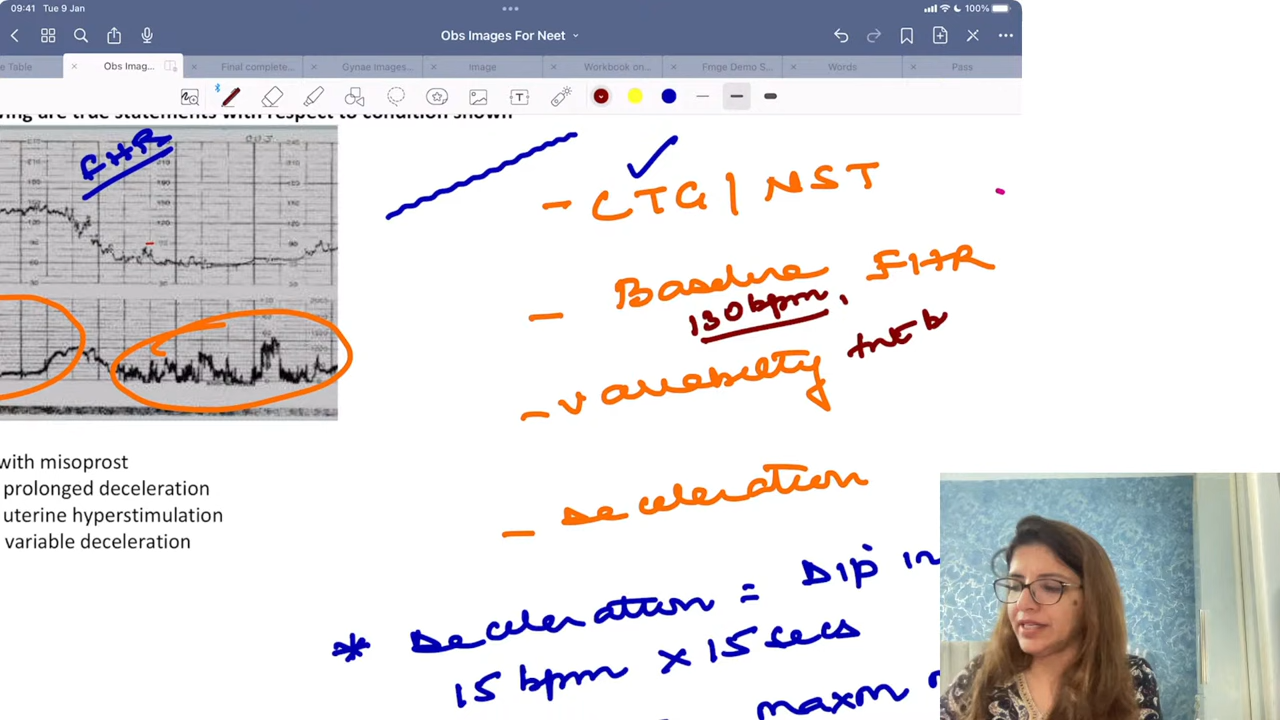 09:41 Tue 9 Jan
100%
Obs Images For Neet
e Table
Obs Imag...
Final complete...
Gynae Images...
Image
Workbook on...
Fmge Demo S...
Words
Pass
ving are true statements with respect to condition shown
FHR
- CTG | NST
- Baseline FHR
130 bpm,
- Variability
- Deceleration
with misoprost
prolonged deceleration
uterine hyperstimulation
variable deceleration
* Deceleration = Dip in
15 bpm × 15 secs
maxm